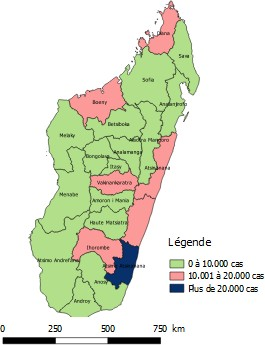 Diana
Sava
Sofia
Boeny
Analanjirofo
Betsiboka
Melaky
Alaotra Mangoro
Analamanga
Bongolava
Atsinanana
Itasy
Vakinankaratra
Menabe
Amoron i Mania
Haute Matsiatra
Légende
Ihorombe
0 à 10.000 cas
10.001 à 20.000 cas
Plus de 20.000 cas
Anosy
Androy
0 250 500 750 km